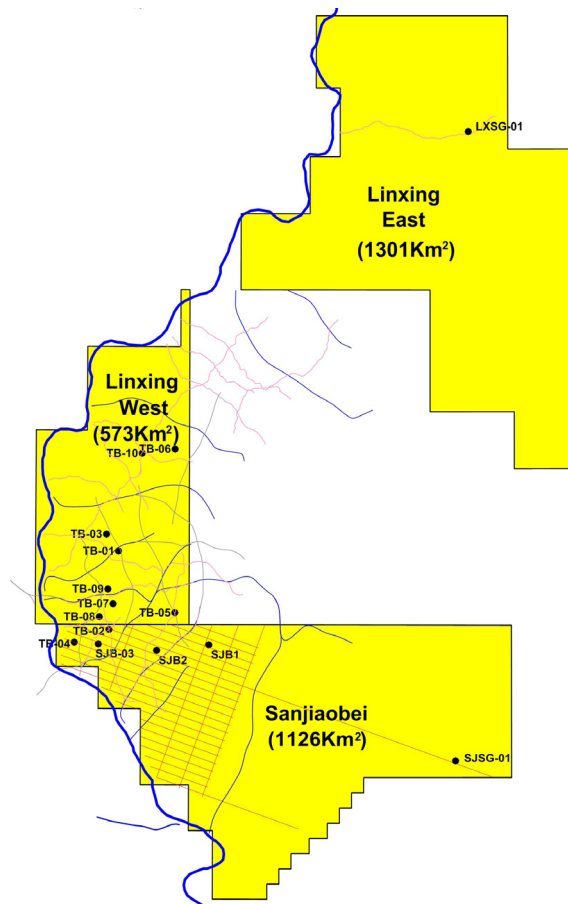 LXSG-01
Linxing
East
(1301Km²)
Linxing
West
(573Km²)
TB-06
TB-10
TB-03
TB-01
TB-09
TB-07
TB-05
TB-08
TB-02
TB-04
SJB-03
SJB2
SJB1
Sanjiaobei
(1126Km²)
SJSG-01